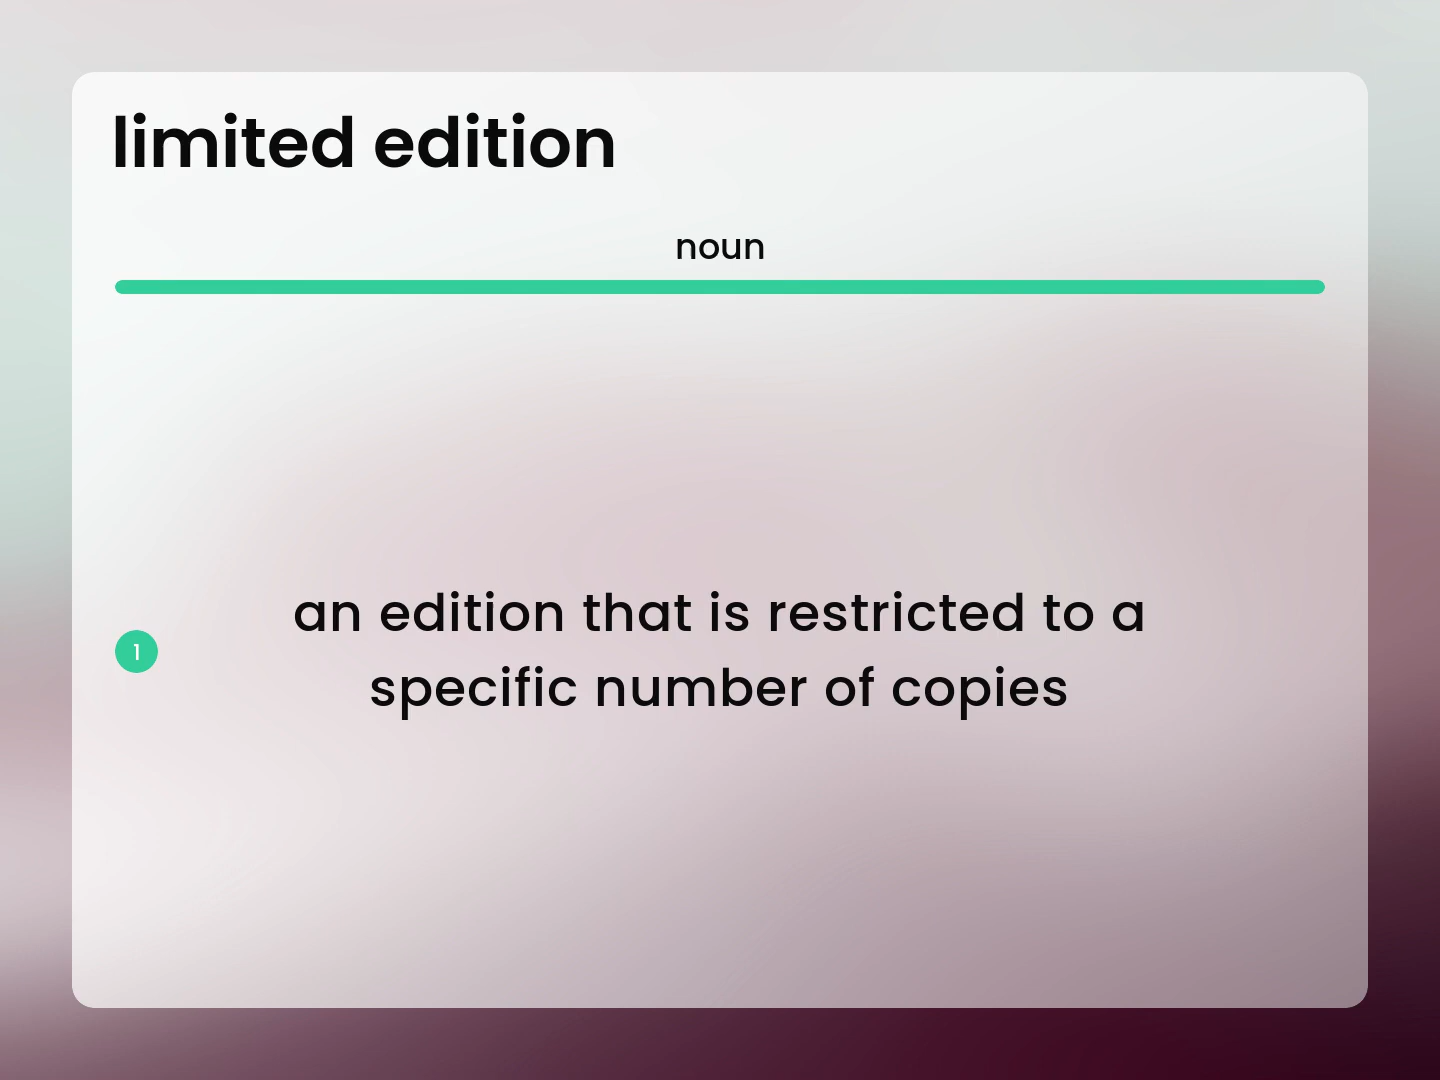 limited edition
noun
1
an edition that is restricted to a
specific number of copies